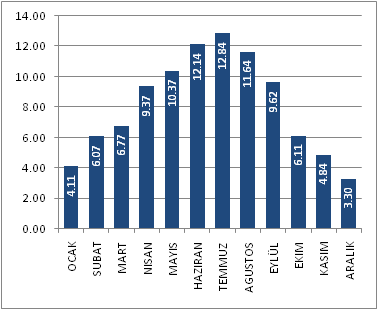 14.00
12.00
10.00
8.00
6.00
4.00
2.00
0.00
4.11
6.07
6.77
9.37
10.37
12.14
12.84
11.64
9.62
6.11
4.84
3.30
OCAK
SUBAT
MART
NISAN
MAYIS
HAZIRAN
TEMMUZ
AGUSTOS
EYLÜL
EKIM
KASIM
ARALIK